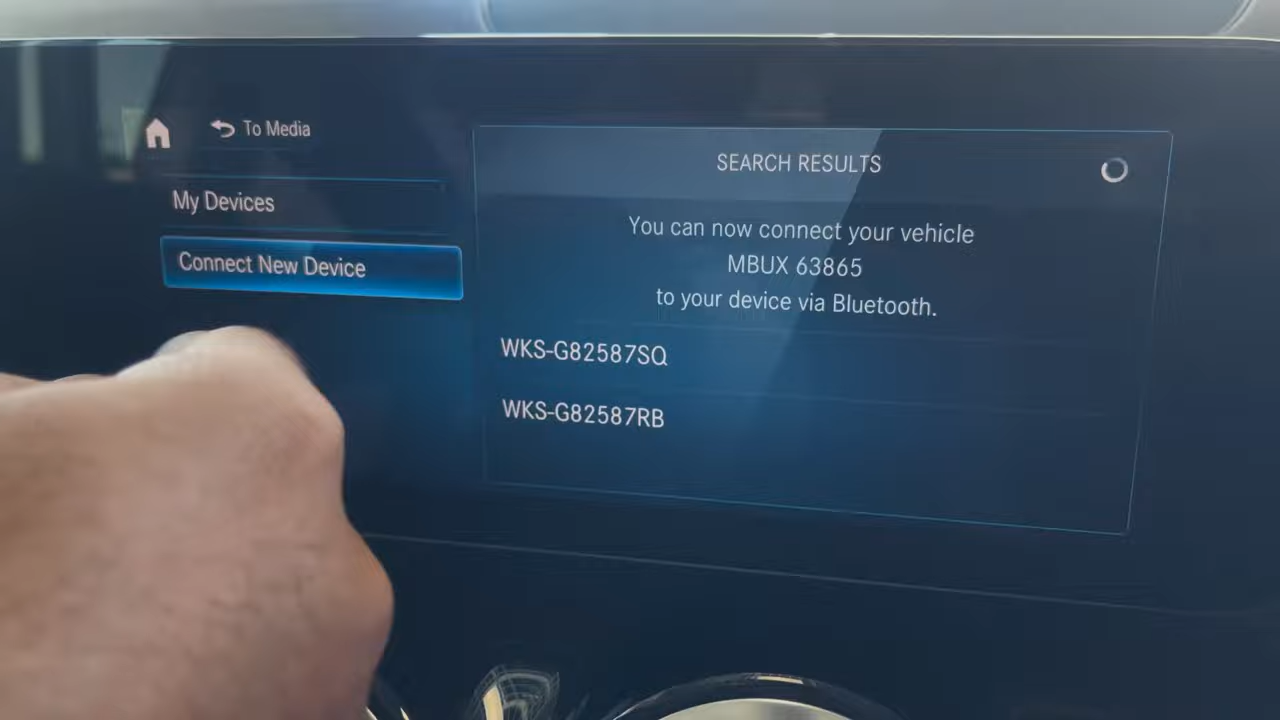 To Media
My Devices
Connect New Device
SEARCH RESULTS
You can now connect your vehicle
MBUX 63865
to your device via Bluetooth.
WKS-G82587SQ
WKS-G82587RB